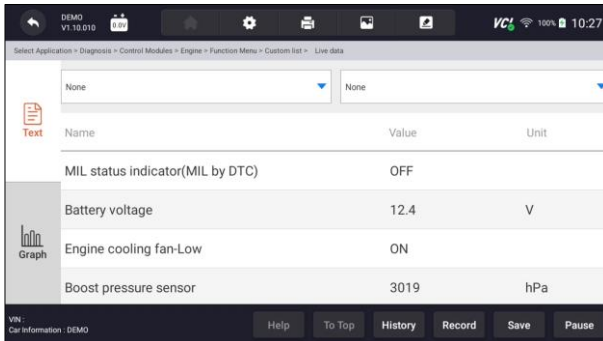 DEMO
V1.10.010
0.0V
VCI 100% 10:27
Select Application > Diagnosis > Control Modules > Engine > Function Menu > Custom list > Live data
None None
Text
Name Value Unit
MIL status indicator(MIL by DTC) OFF
Battery voltage 12.4 V
Graph
Engine cooling fan-Low ON
Boost pressure sensor 3019 hPa
VIN :
Car Information : DEMO
Help To Top History Record Save Pause